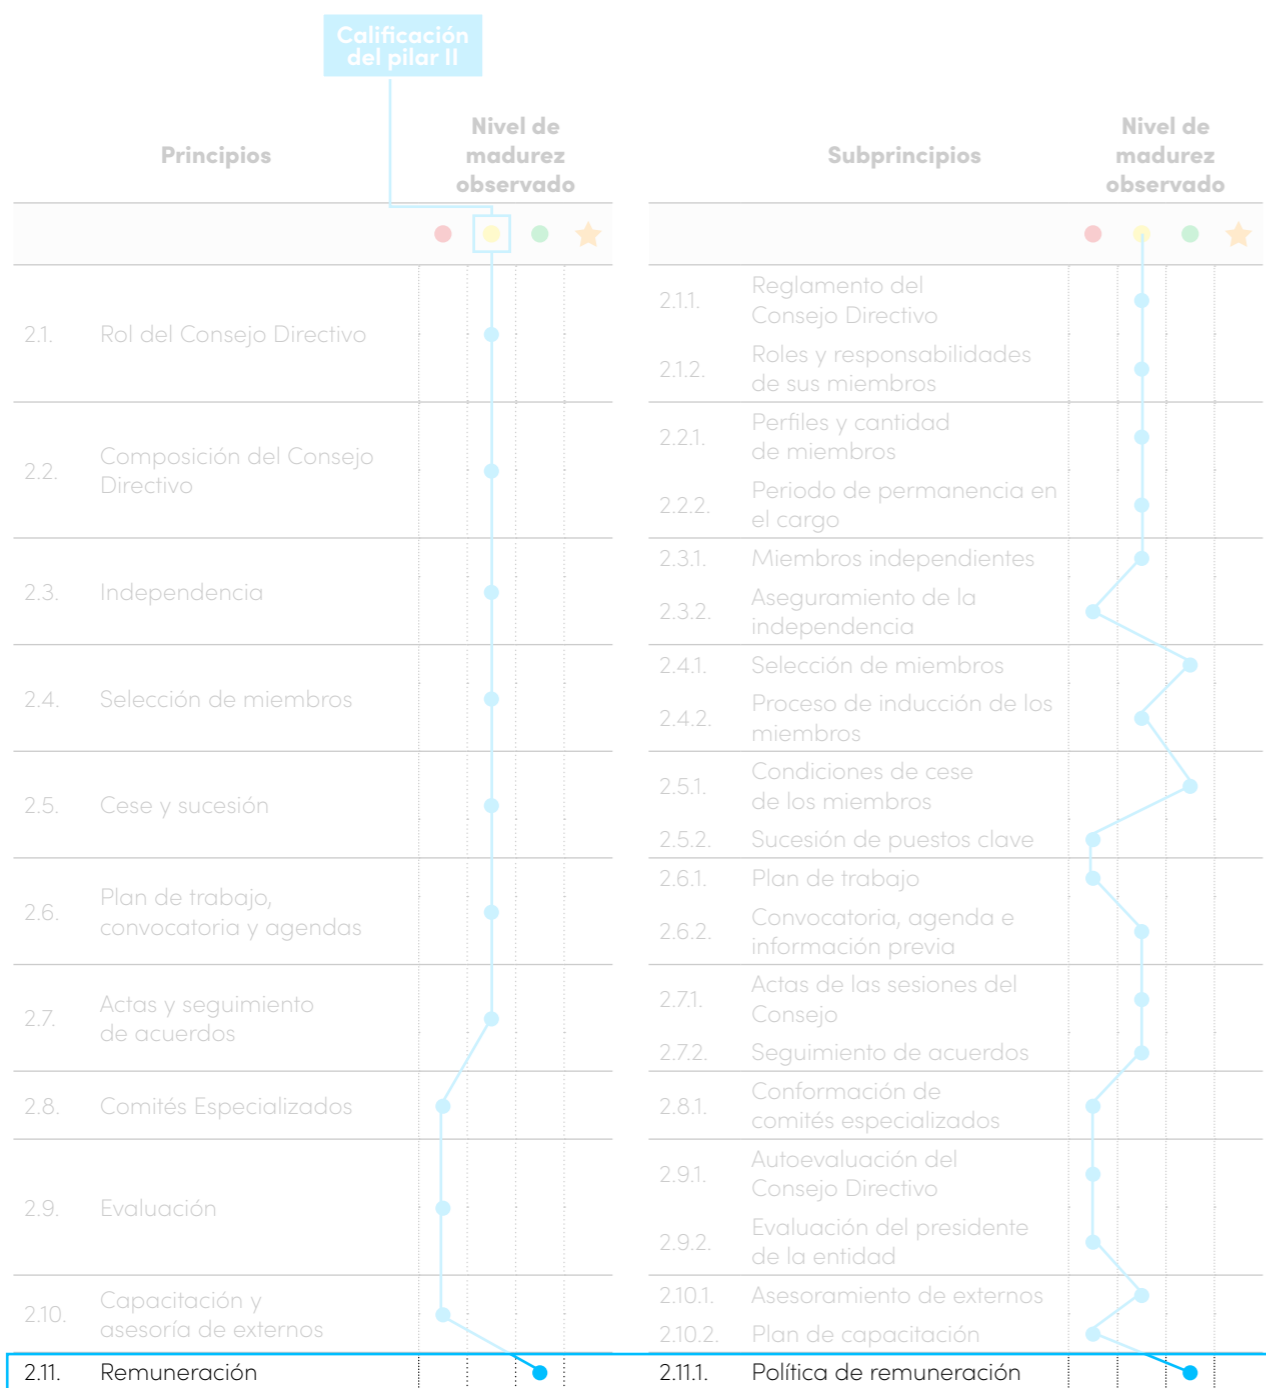 Calificación
del pilar II
Principios
Nivel de
madurez
observado
2.1. Rol del Consejo Directivo
2.2. Composición del Consejo
Directivo
2.3. Independencia
2.4. Selección de miembros
2.5. Cese y sucesión
2.6. Plan de trabajo,
convocatoria y agendas
2.7. Actas y seguimiento
de acuerdos
2.8. Comités Especializados
2.9. Evaluación
2.10. Capacitación y
asesoría de externos
2.11. Remuneración
Subprincipios
Nivel de
madurez
observado
2.1.1. Reglamento del
Consejo Directivo
2.1.2. Roles y responsabilidades
de sus miembros
2.2.1. Perfiles y cantidad
de miembros
2.2.2. Periodo de permanencia en
el cargo
2.3.1. Miembros independientes
2.3.2. Aseguramiento de la
independencia
2.4.1. Selección de miembros
2.4.2. Proceso de inducción de los
miembros
2.5.1. Condiciones de cese
de los miembros
2.5.2. Sucesión de puestos clave
2.6.1. Plan de trabajo
2.6.2. Convocatoria, agenda e
información previa
2.7.1. Actas de las sesiones del
Consejo
2.7.2. Seguimiento de acuerdos
2.8.1. Conformación de
comités especializados
2.9.1. Autoevaluación del
Consejo Directivo
2.9.2. Evaluación del presidente
de la entidad
2.10.1. Asesoramiento de externos
2.10.2. Plan de capacitación
2.11.1. Política de remuneración